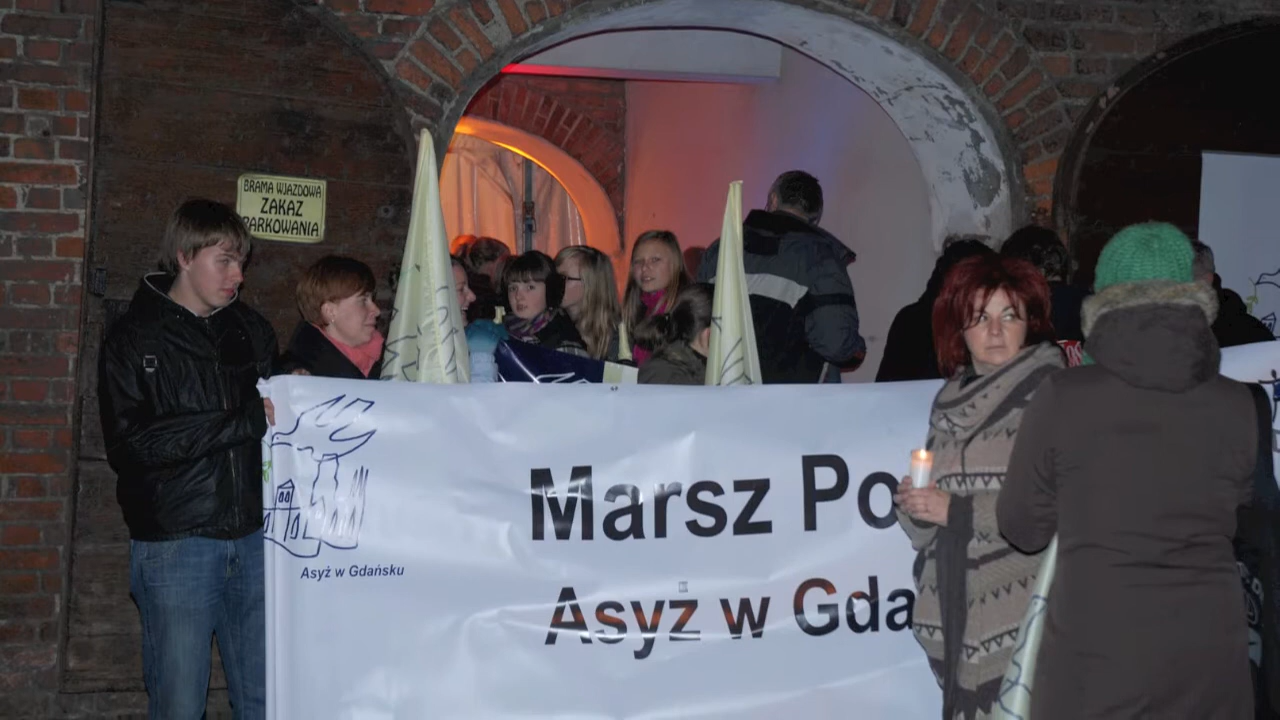 BRAMA WJAZDOWA
ZAKAZ
PARKOWANIA
Marsz Po
Asyż w Gda
Asyż w Gdańsku